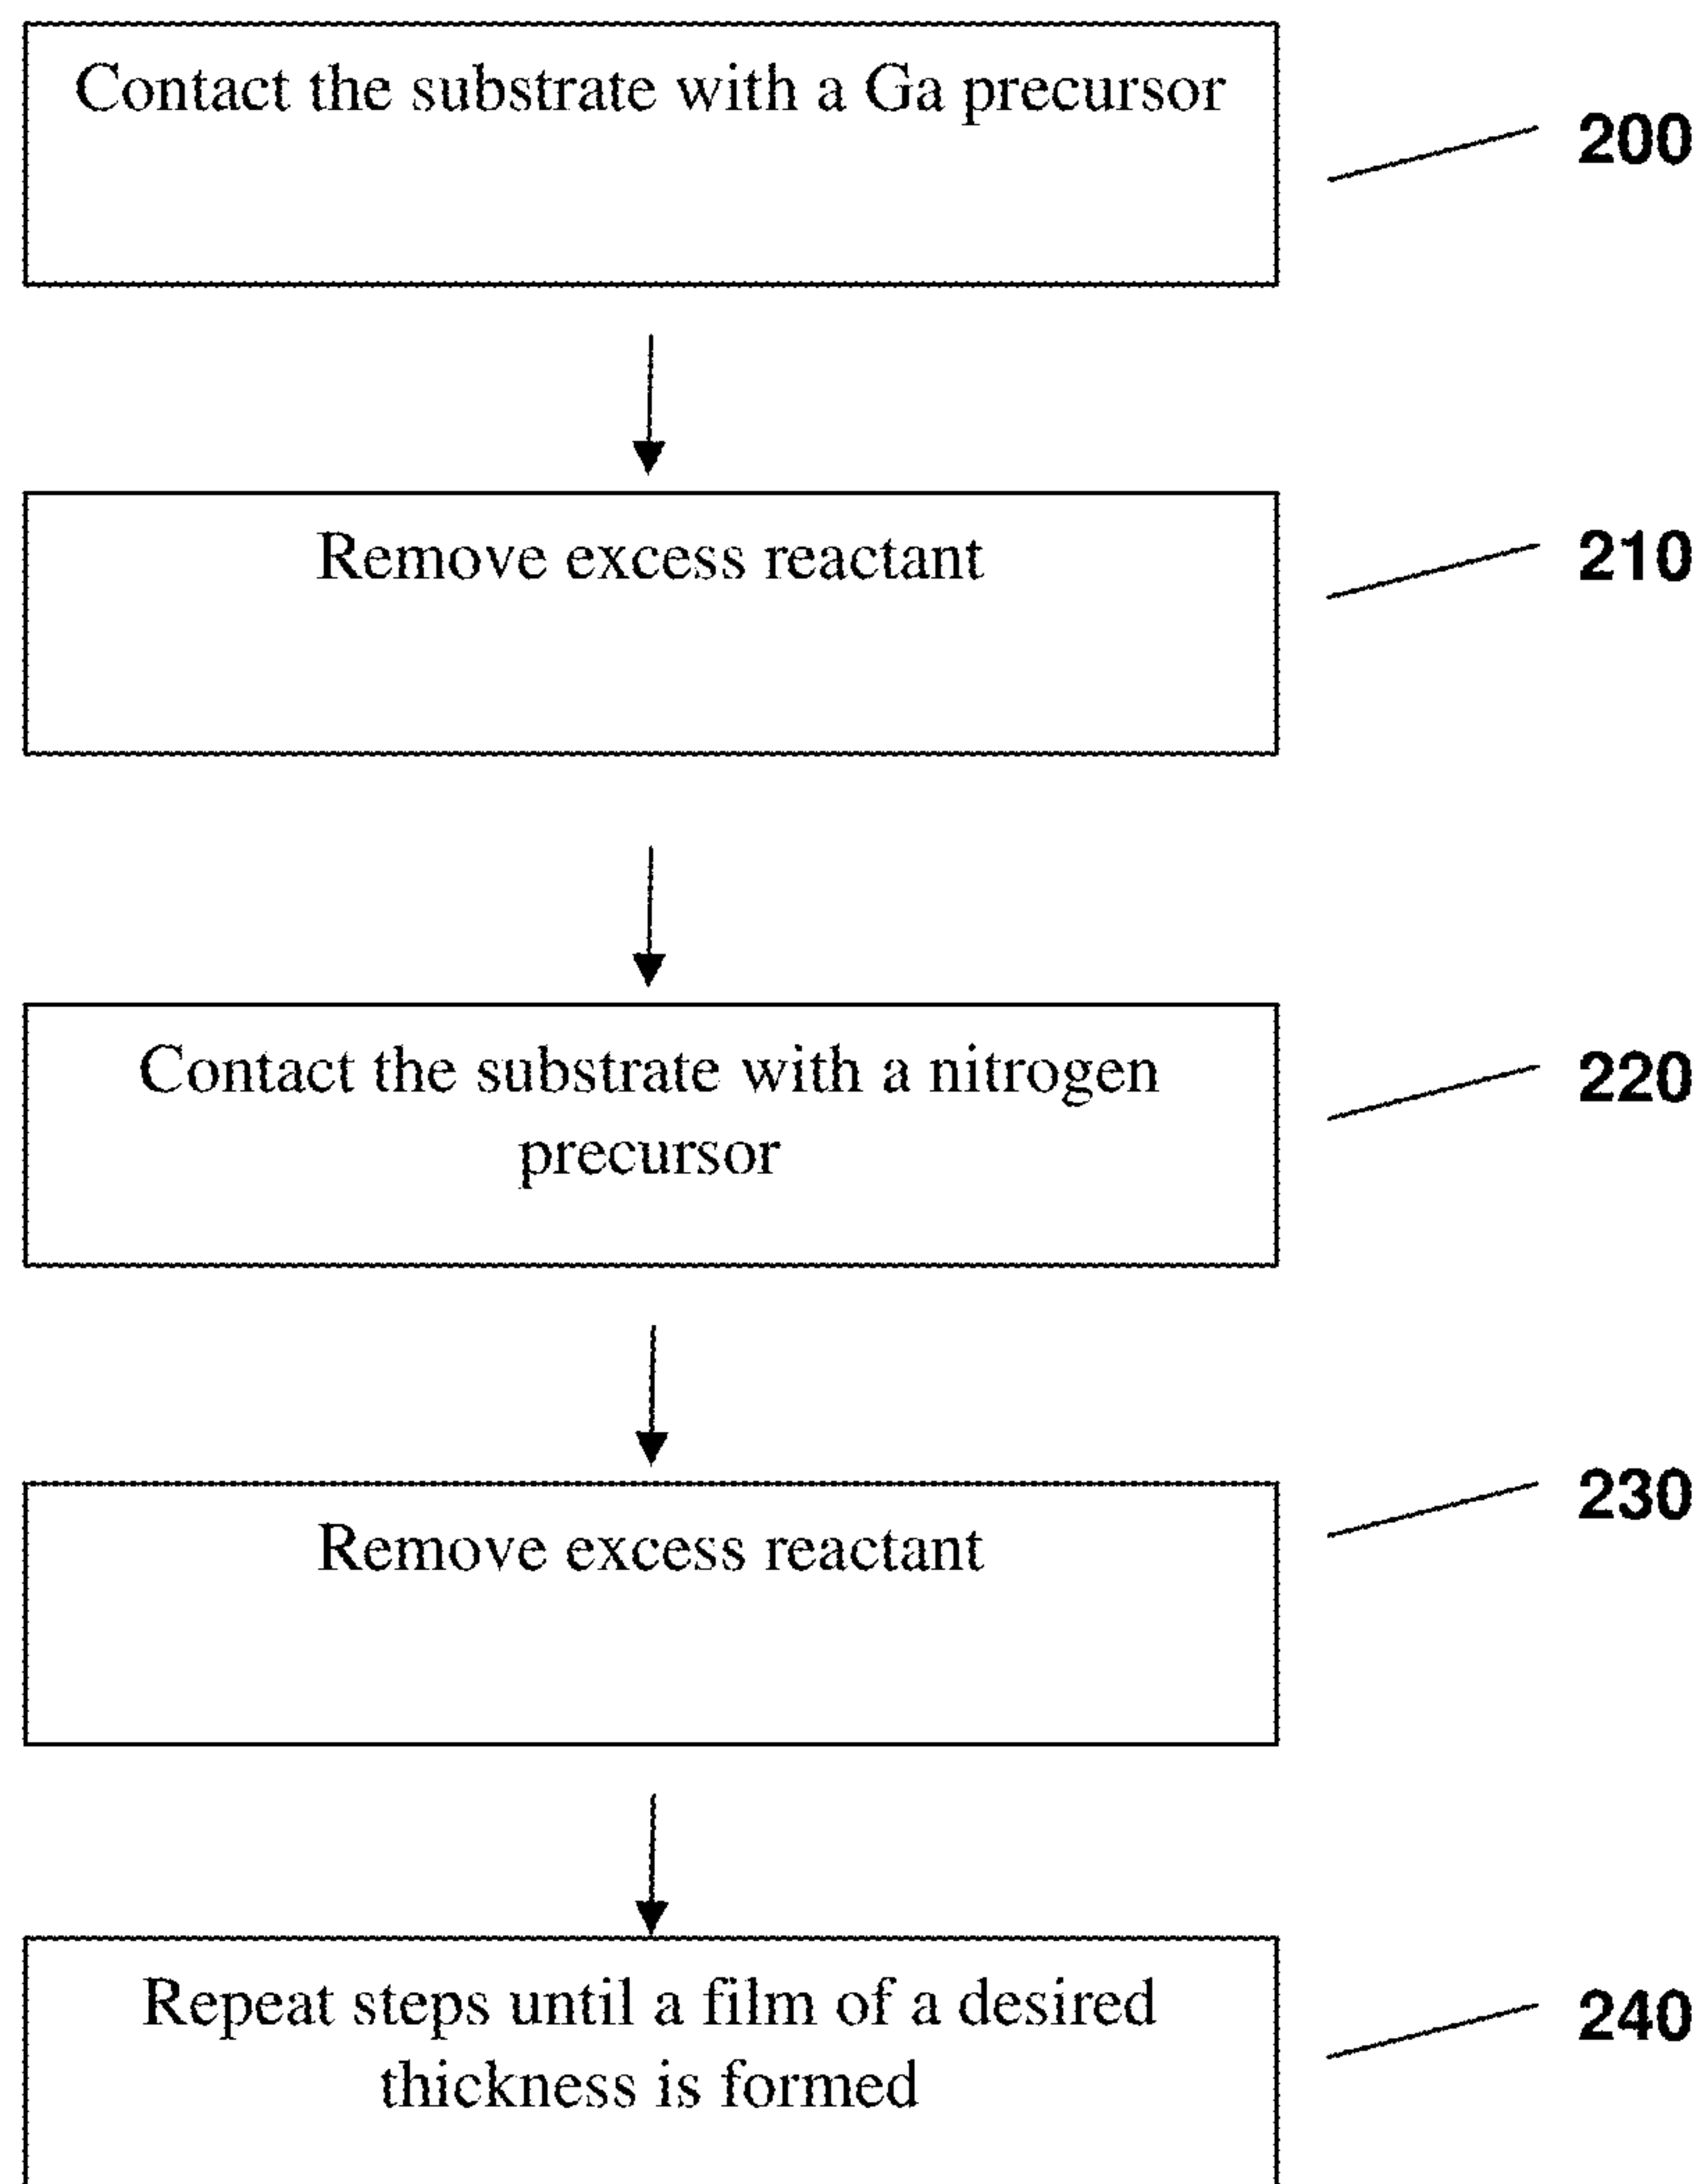 Contact the substrate with a Ga precursor
200
Remove excess reactant
210
Contact the substrate with a nitrogen
precursor
220
Remove excess reactant
230
Repeat steps until a film of a desired
thickness is formed
240